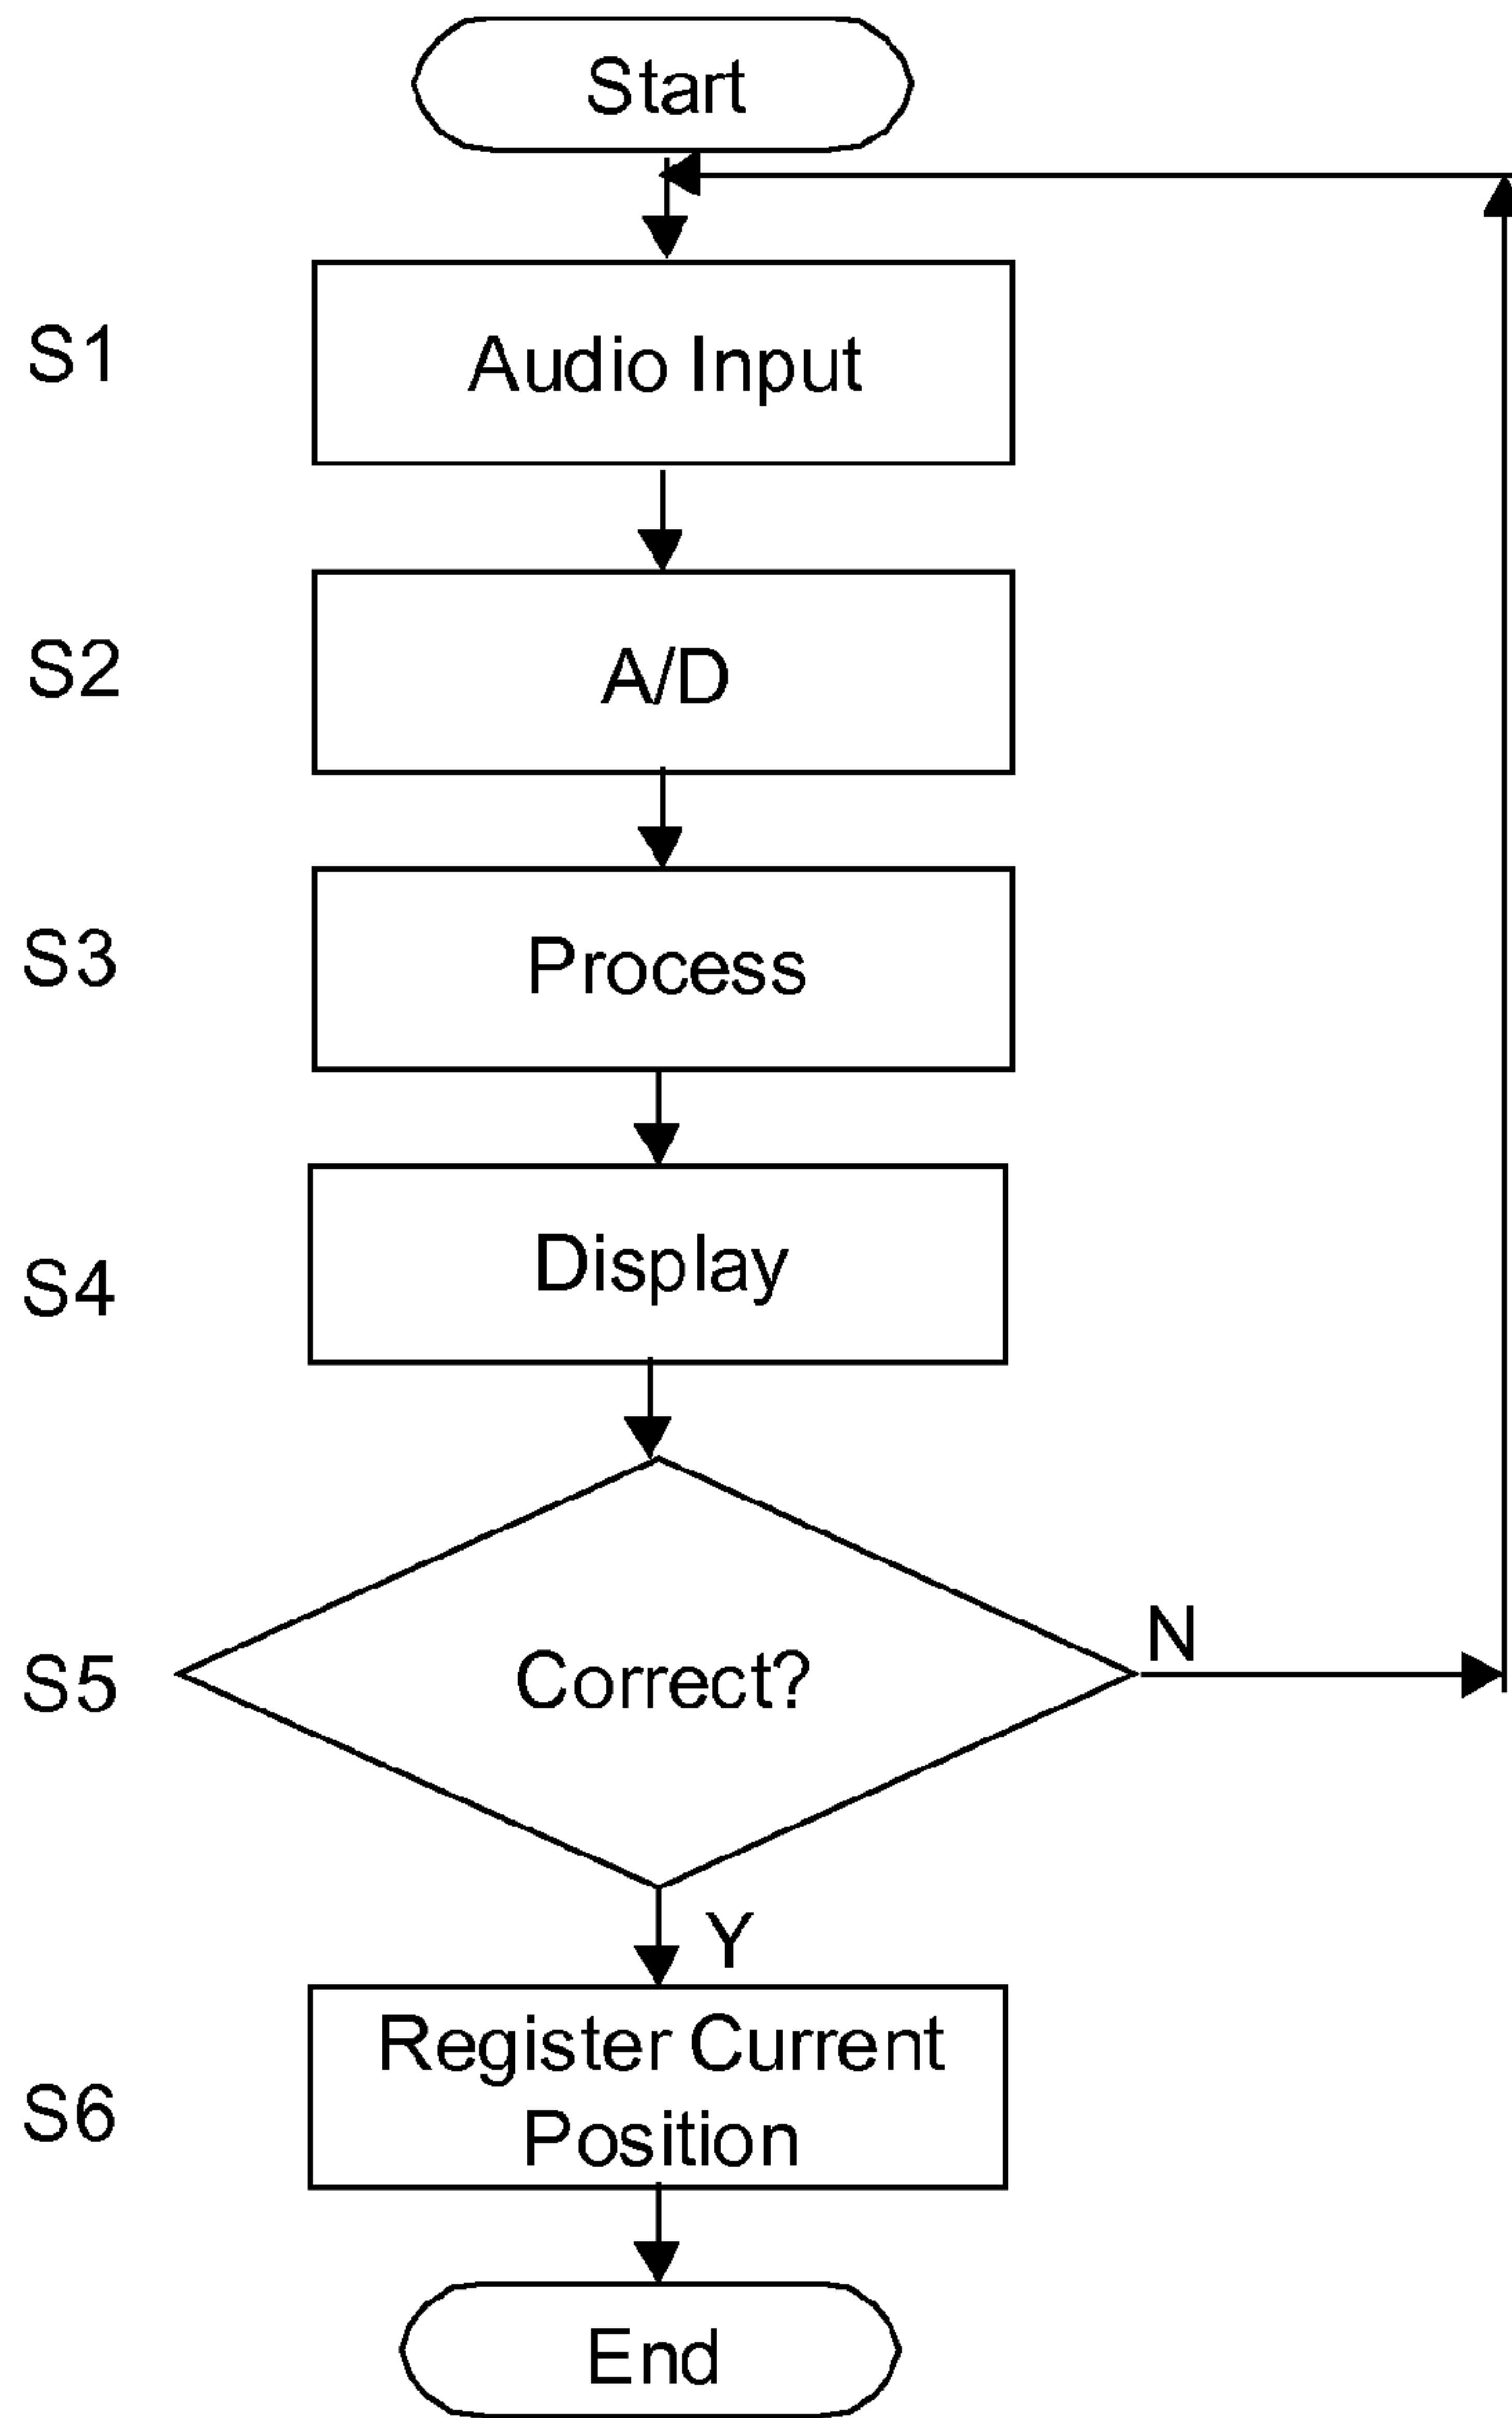 Start
S1
Audio Input
S2
A/D
S3
Process
S4
Display
S5
Correct?
N
Y
S6
Register Current
Position
End